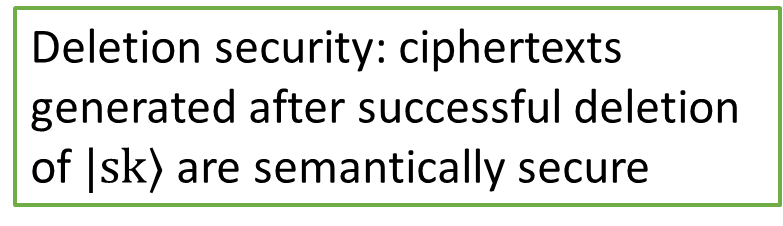 Deletion security: ciphertexts
generated after successful deletion
of |sk⟩ are semantically secure